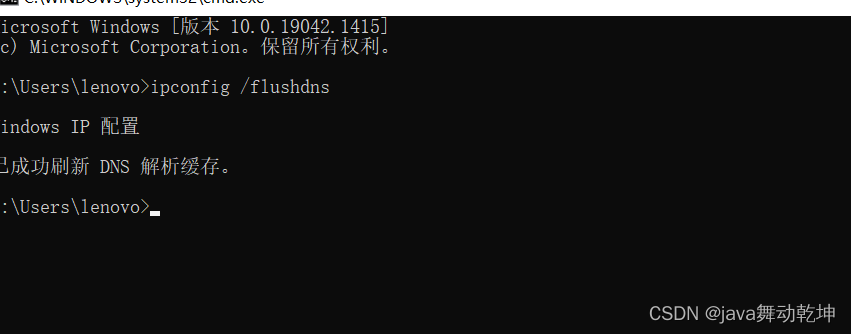 C:\WINDOWS\system32\cmd.exe
icrosoft Windows [版本 10.0.19042.1415]
c) Microsoft Corporation。保留所有权利。
:\Users\lenovo>ipconfig /flushdns
indows IP 配置
已成功刷新 DNS 解析缓存。
:\Users\lenovo>
CSDN @java舞动乾坤